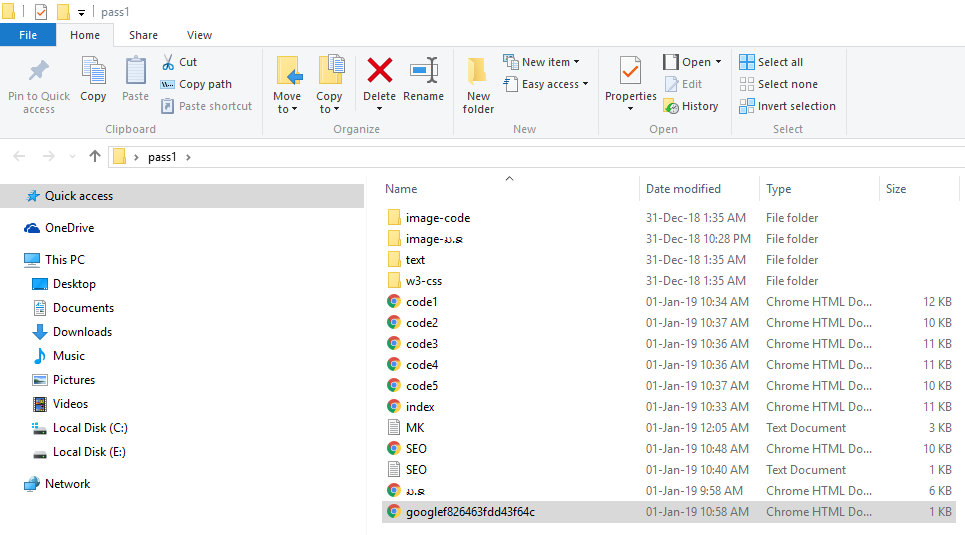 pass1
File Home Share View
Pin to Quick access
Copy
Paste
Cut
Copy path
Paste shortcut
Clipboard
Move to
Copy to
Delete
Rename
Organize
New folder
New item
Easy access
New
Properties
Open
Edit
History
Open
Select all
Select none
Invert selection
Select
pass1
Quick access
OneDrive
This PC
Desktop
Documents
Downloads
Music
Pictures
Videos
Local Disk (C:)
Local Disk (E:)
Network
Name Date modified Type Size
image-code 31-Dec-18 1:35 AM File folder
image-ມ.ຣ 31-Dec-18 10:28 PM File folder
text 31-Dec-18 1:35 AM File folder
w3-css 31-Dec-18 1:35 AM File folder
code1 01-Jan-19 10:34 AM Chrome HTML Do... 12 KB
code2 01-Jan-19 10:37 AM Chrome HTML Do... 10 KB
code3 01-Jan-19 10:36 AM Chrome HTML Do... 11 KB
code4 01-Jan-19 10:36 AM Chrome HTML Do... 11 KB
code5 01-Jan-19 10:37 AM Chrome HTML Do... 10 KB
index 01-Jan-19 10:33 AM Chrome HTML Do... 11 KB
MK 01-Jan-19 12:05 AM Text Document 3 KB
SEO 01-Jan-19 10:48 AM Chrome HTML Do... 10 KB
SEO 01-Jan-19 10:40 AM Text Document 1 KB
ມ.ຣ 01-Jan-19 9:58 AM Chrome HTML Do... 6 KB
googlef826463fdd43f64c 01-Jan-19 10:58 AM Chrome HTML Do... 1 KB